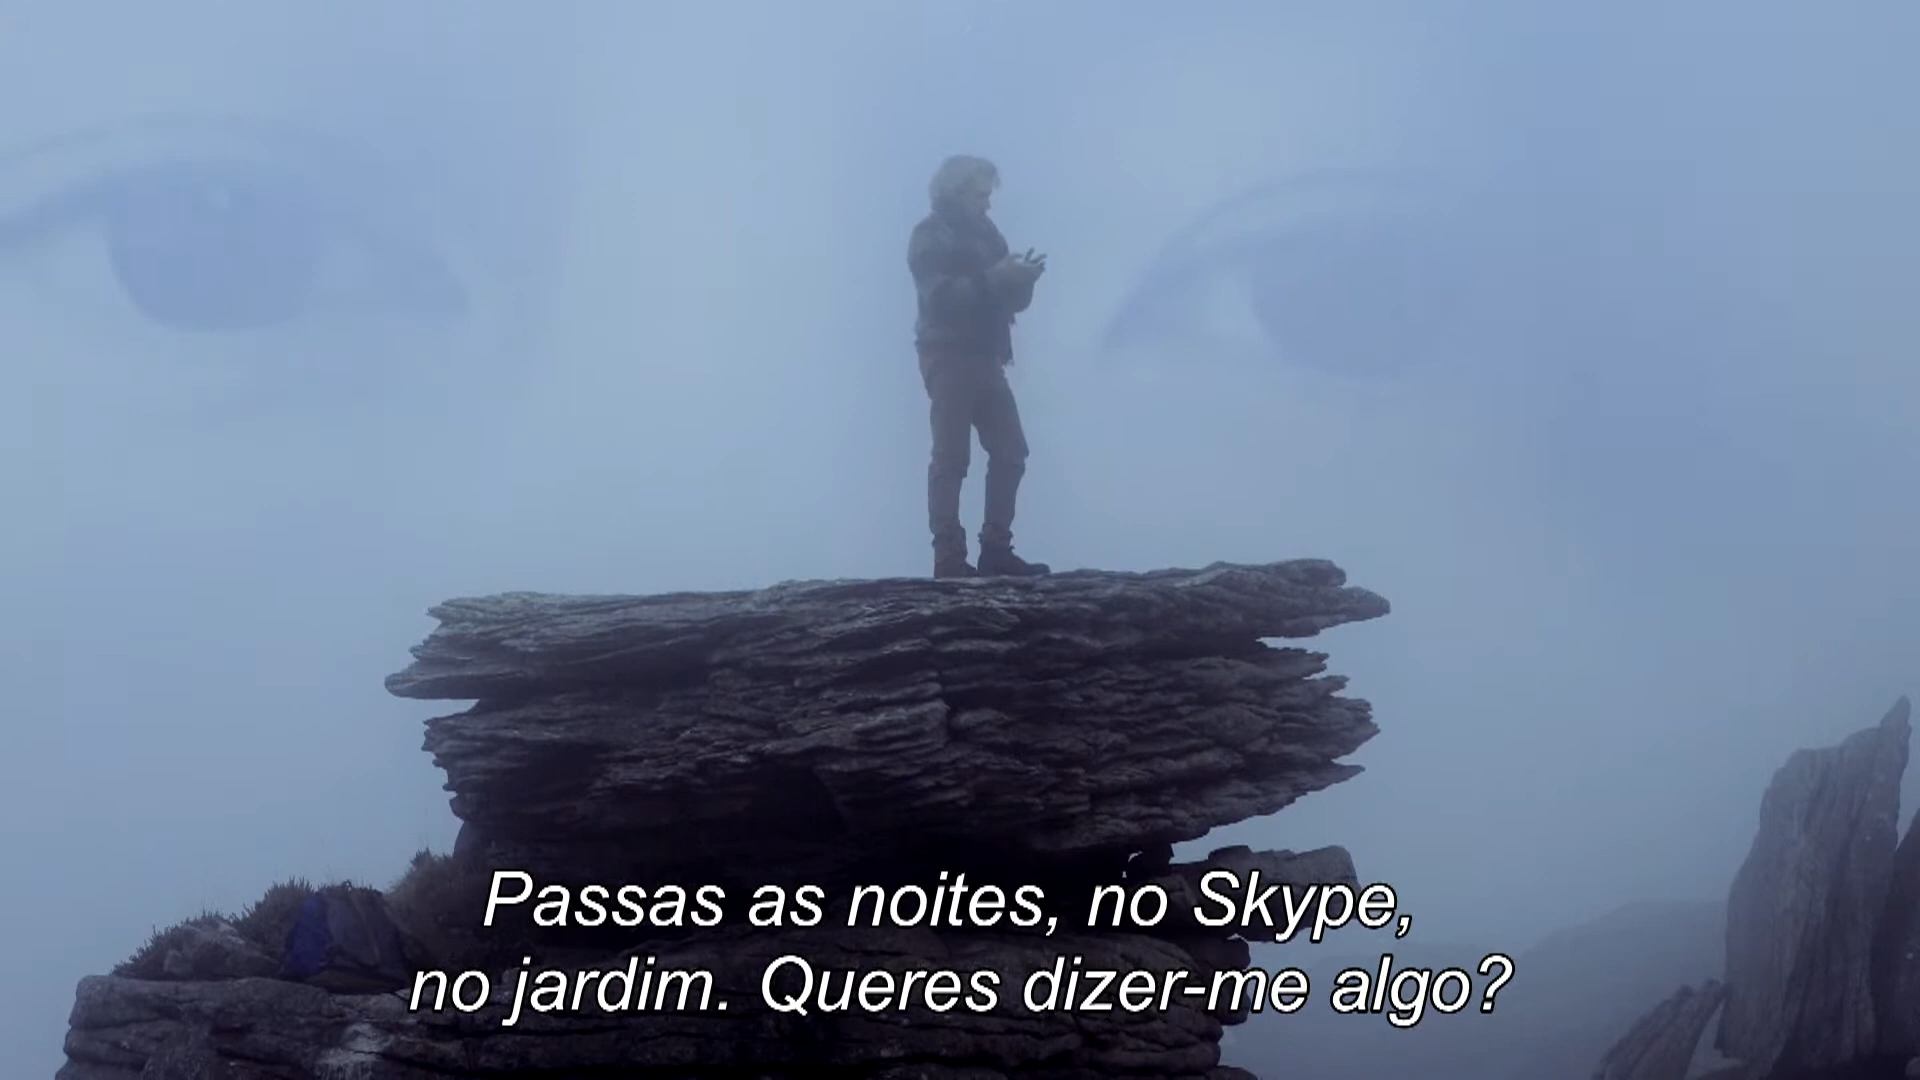 Passas as noites, no Skype,
no jardim. Queres dizer-me algo?